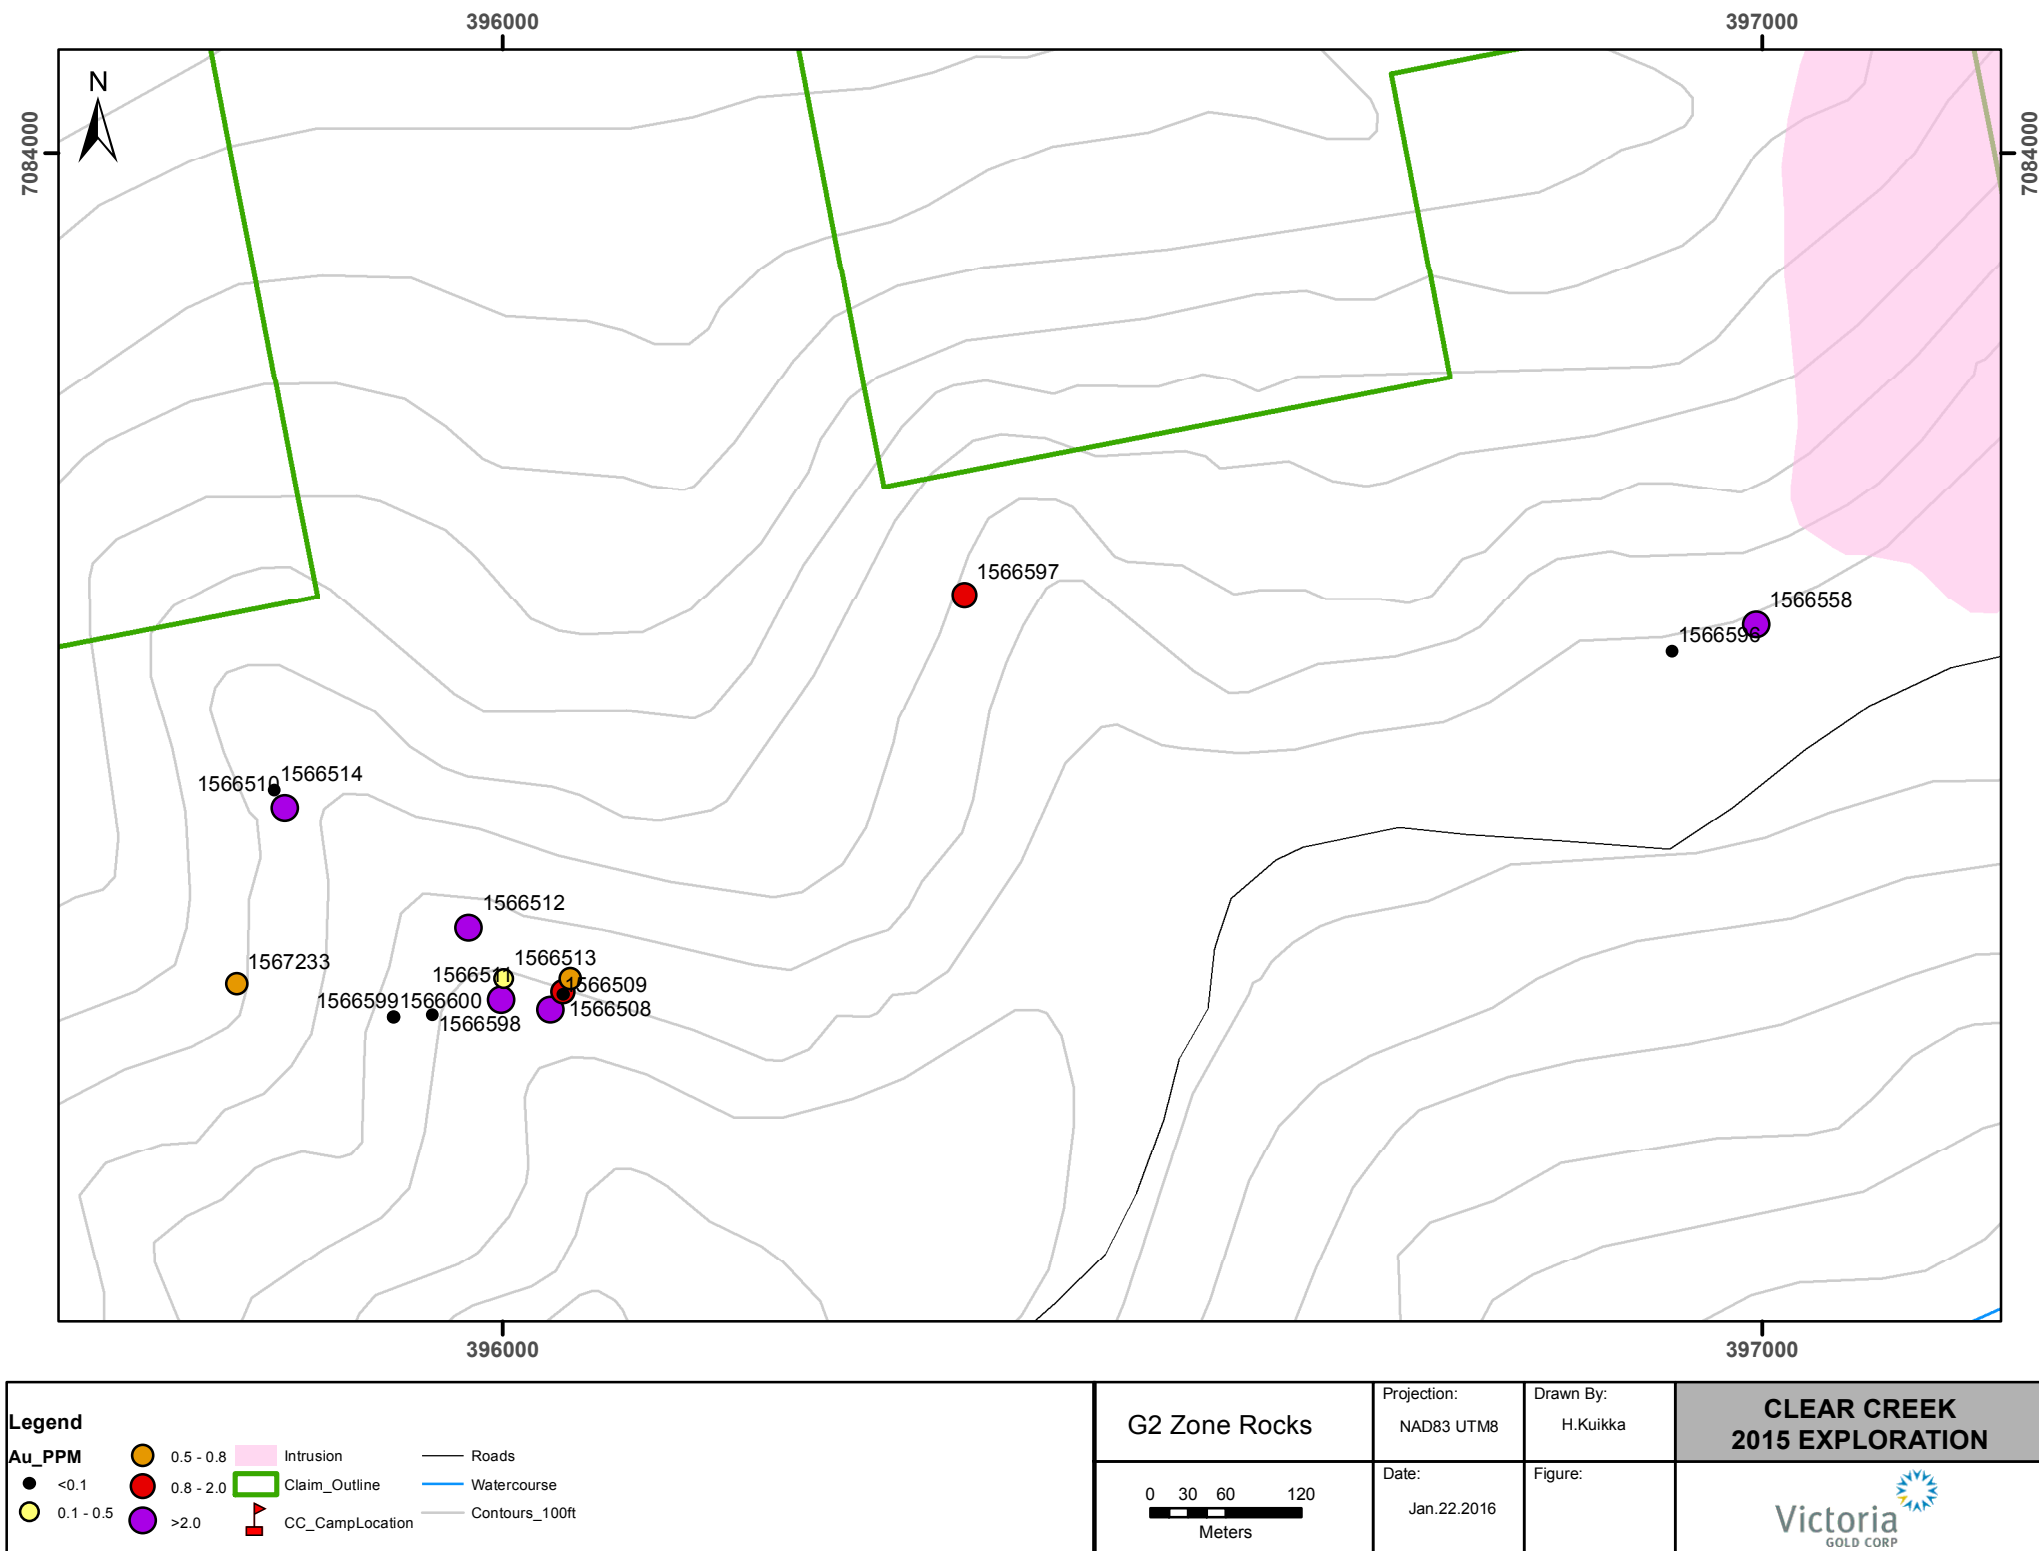 396000
397000
N
7084000
7084000
1566597
1566558
1566596
1566514
1566510
1566512
1567233
1566513
1566511
1566509
1566599
1566600
1566508
1566598
396000
397000
Legend
Au_PPM
<0.1
0.1 - 0.5
0.5 - 0.8
0.8 - 2.0
>2.0
Intrusion
Claim_Outline
CC_CampLocation
Roads
Watercourse
Contours_100ft
G2 Zone Rocks
0 30 60 120
Meters
Projection:
NAD83 UTM8
Drawn By:
H.Kuikka
Date:
Jan.22.2016
Figure:
CLEAR CREEK
2015 EXPLORATION
Victoria
GOLD CORP